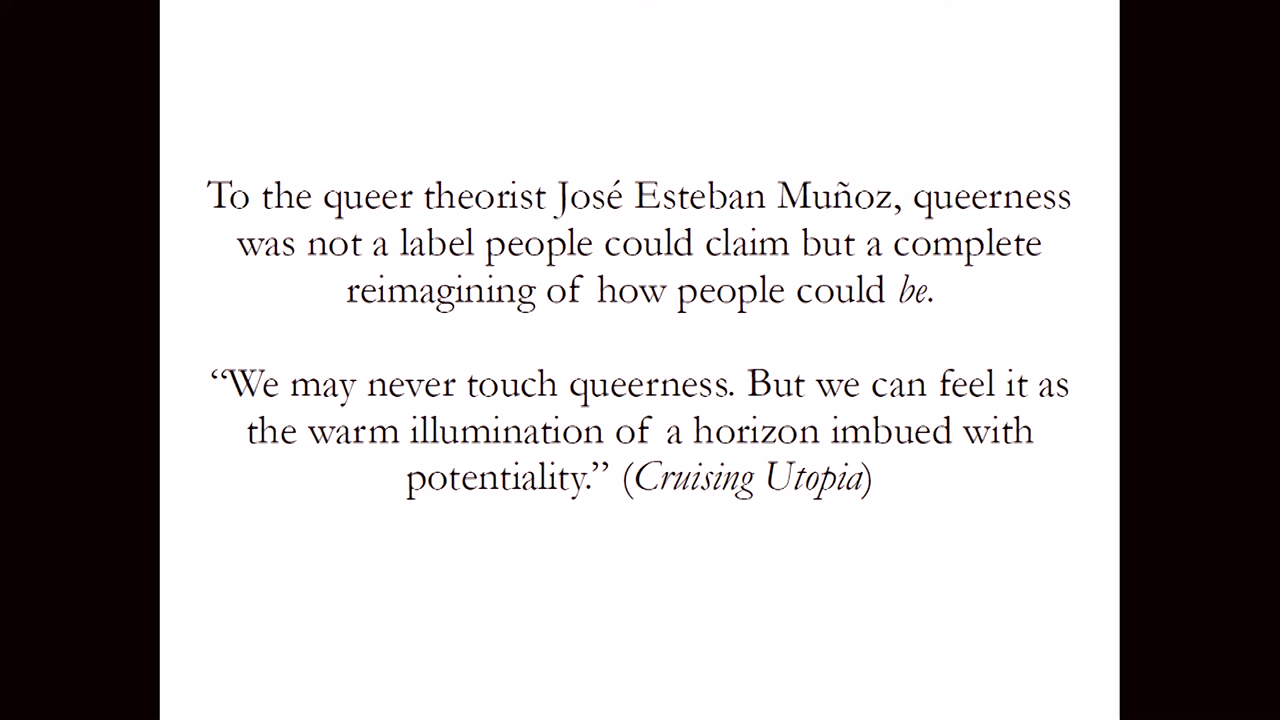 To the queer theorist José Esteban Muñoz, queerness
was not a label people could claim but a complete
reimagining of how people could be.
“We may never touch queerness. But we can feel it as
the warm illumination of a horizon imbued with
potentiality.” (Cruising Utopia)